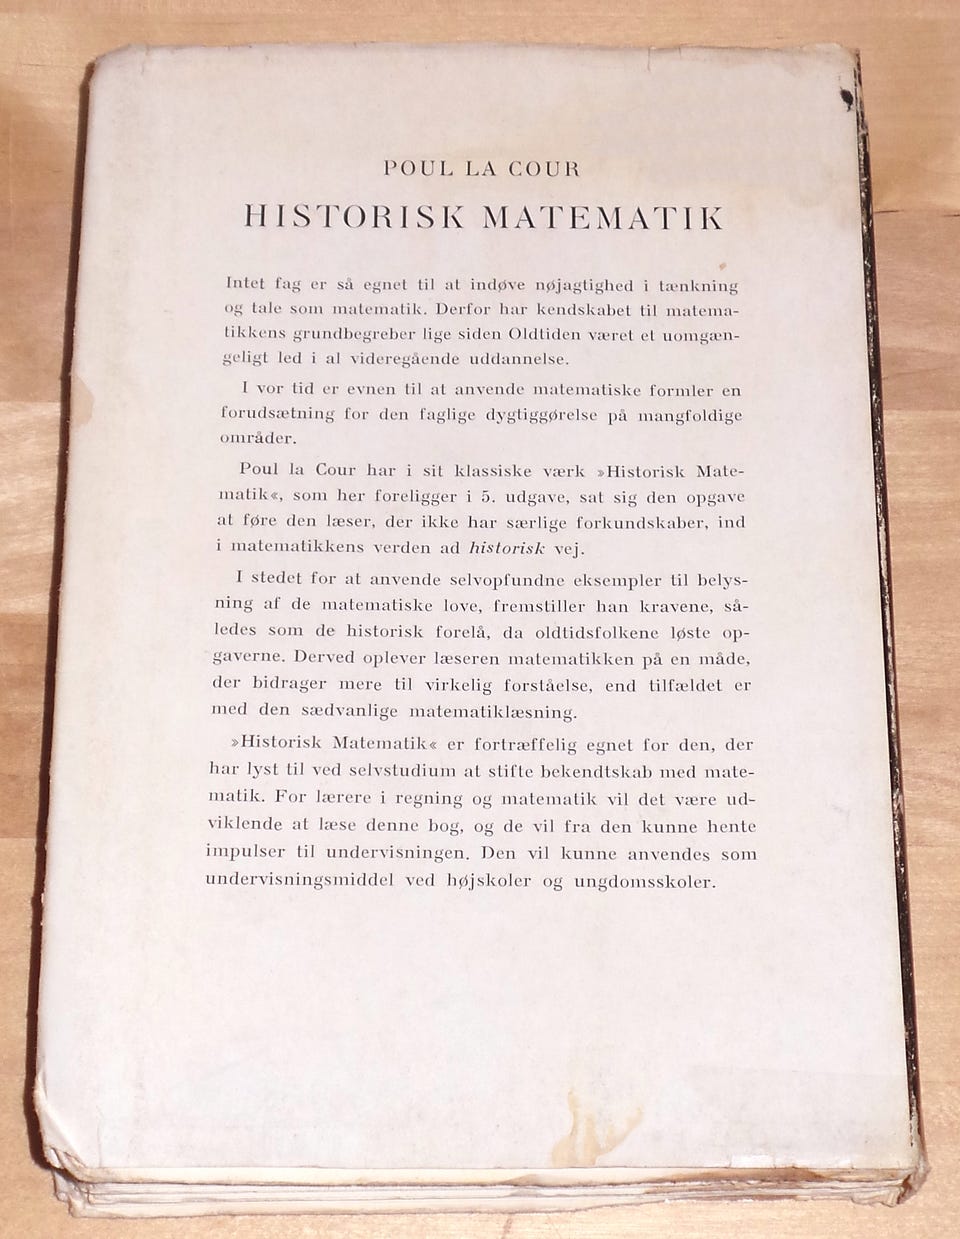 POUL LA COUR
HISTORISK MATEMATIK
Intet fag er så egnet til at indøve nøjagtighed i tænkning
og tale som matematik. Derfor har kendskabet til matema-
tikkens grundbegreber lige siden Oldtiden været et uomgæn-
geligt led i al videregående uddannelse.
I vor tid er evnen til at anvende matematiske formler en
forudsætning for den faglige dygtiggørelse på mangfoldige
områder.
Poul la Cour har i sit klassiske værk »Historisk Mate-
matik«, som her foreligger i 5. udgave, sat sig den opgave
at føre den læser, der ikke har særlige forkundskaber, ind
i matematikkens verden ad historisk vej.
I stedet for at anvende selvopfundne eksempler til belys-
ning af de matematiske love, fremstiller han kravene, så-
ledes som de historisk forelå, da oldtidsfolkene løste op-
gaverne. Derved oplever læseren matematikken på en måde,
der bidrager mere til virkelig forståelse, end tilfældet er
med den sædvanlige matematiklæsning.
»Historisk Matematik« er fortræffelig egnet for den, der
har lyst til ved selvstudium at stifte bekendtskab med mate-
matik. For lærere i regning og matematik vil det være ud-
viklende at læse denne bog, og de vil fra den kunne hente
impulser til undervisningen. Den vil kunne anvendes som
undervisningsmiddel ved højskoler og ungdomsskoler.